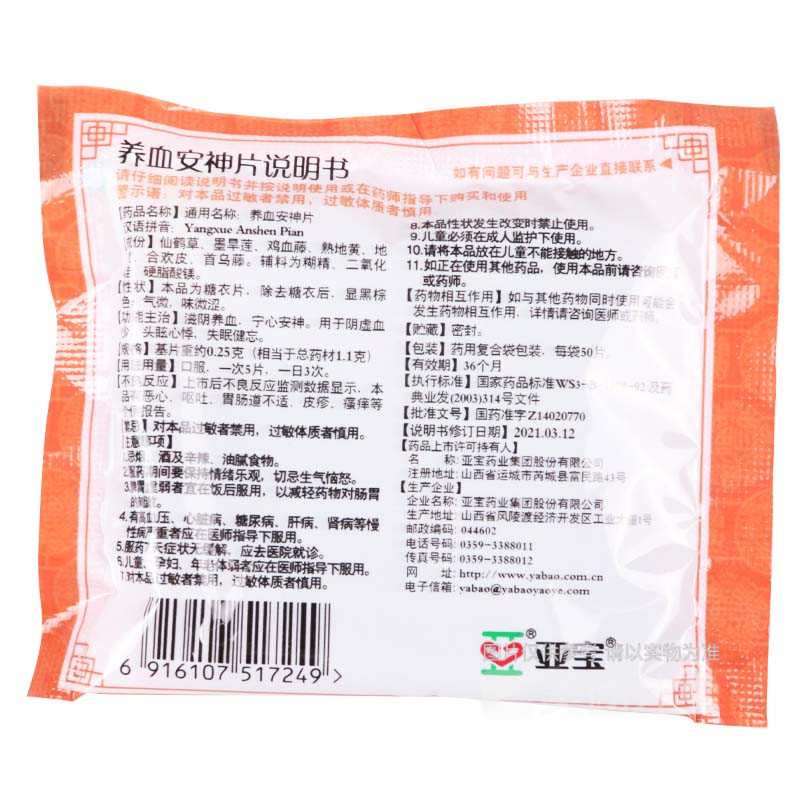 养血安神片说明书
如有问题可与生产企业直接联系
请仔细阅读说明书并按说明使用或在药师指导下购买和使用
警示语：对本品过敏者禁用，过敏体质者慎用
【药品名称】通用名称：养血安神片
汉语拼音：Yangxue Anshen Pian
成份】仙鹤草、墨旱莲、鸡血藤、熟地黄、地
、合欢皮、首乌藤。辅料为糊精、二氧化
、硬脂酸镁。
【性状】本品为糖衣片，除去糖衣后，显黑棕
色；气微，味微涩。
【功能主治】滋阴养血，宁心安神。用于阴虚血
少、头眩心悸、失眠健忘。
【规格】基片重约0.25克（相当于总药材1.1克）
【用法用量】口服，一次5片，一日3次。
【不良反应】上市后不良反应监测数据显示，本
品有恶心、呕吐、胃肠道不适、皮疹、瘙痒等
个例报告。
【禁忌】对本品过敏者禁用，过敏体质者慎用。
【注意事项】
1.忌烟、酒及辛辣、油腻食物。
2.服药期间要保持情绪乐观，切忌生气恼怒。
3.脾胃虚弱者宜在饭后服用，以减轻药物对肠胃
的刺激。
4.有高血压、心脏病、糖尿病、肝病、肾病等慢
性病严重者应在医师指导下服用。
5.服药7天症状无缓解，应去医院就诊。
6.儿童、孕妇、年老体弱者应在医师指导下服用。
7.对本品过敏者禁用，过敏体质者慎用。
8.本品性状发生改变时禁止使用。
9.儿童必须在成人监护下使用。
10.请将本品放在儿童不能接触的地方。
11.如正在使用其他药品，使用本品前请咨询医师
或药师。
【药物相互作用】如与其他药物同时使用可能会
发生药物相互作用，详情请咨询医师或药师。
【贮藏】密封。
【包装】药用复合袋包装，每袋50片。
【有效期】36个月
【执行标准】国家药品标准WS3-B-92及药
典业发(2003)314号文件
【批准文号】国药准字Z14020770
【说明书修订日期】2021.03.12
【药品上市许可持有人】
名 称：亚宝药业集团股份有限公司
注册地址：山西省运城市芮城县富民路43号
【生产企业】
企业名称：亚宝药业集团股份有限公司
生产地址：山西省风陵渡经济开发区工业大道1号
邮政编码：044602
电话号码：0359-3388011
传真号码：0359-3388012
网 址：http://www.yabao.com.cn
电子信箱：yabao@yabaoyaoye.com
6 916107 517249 >
亚宝®
请以实物为准